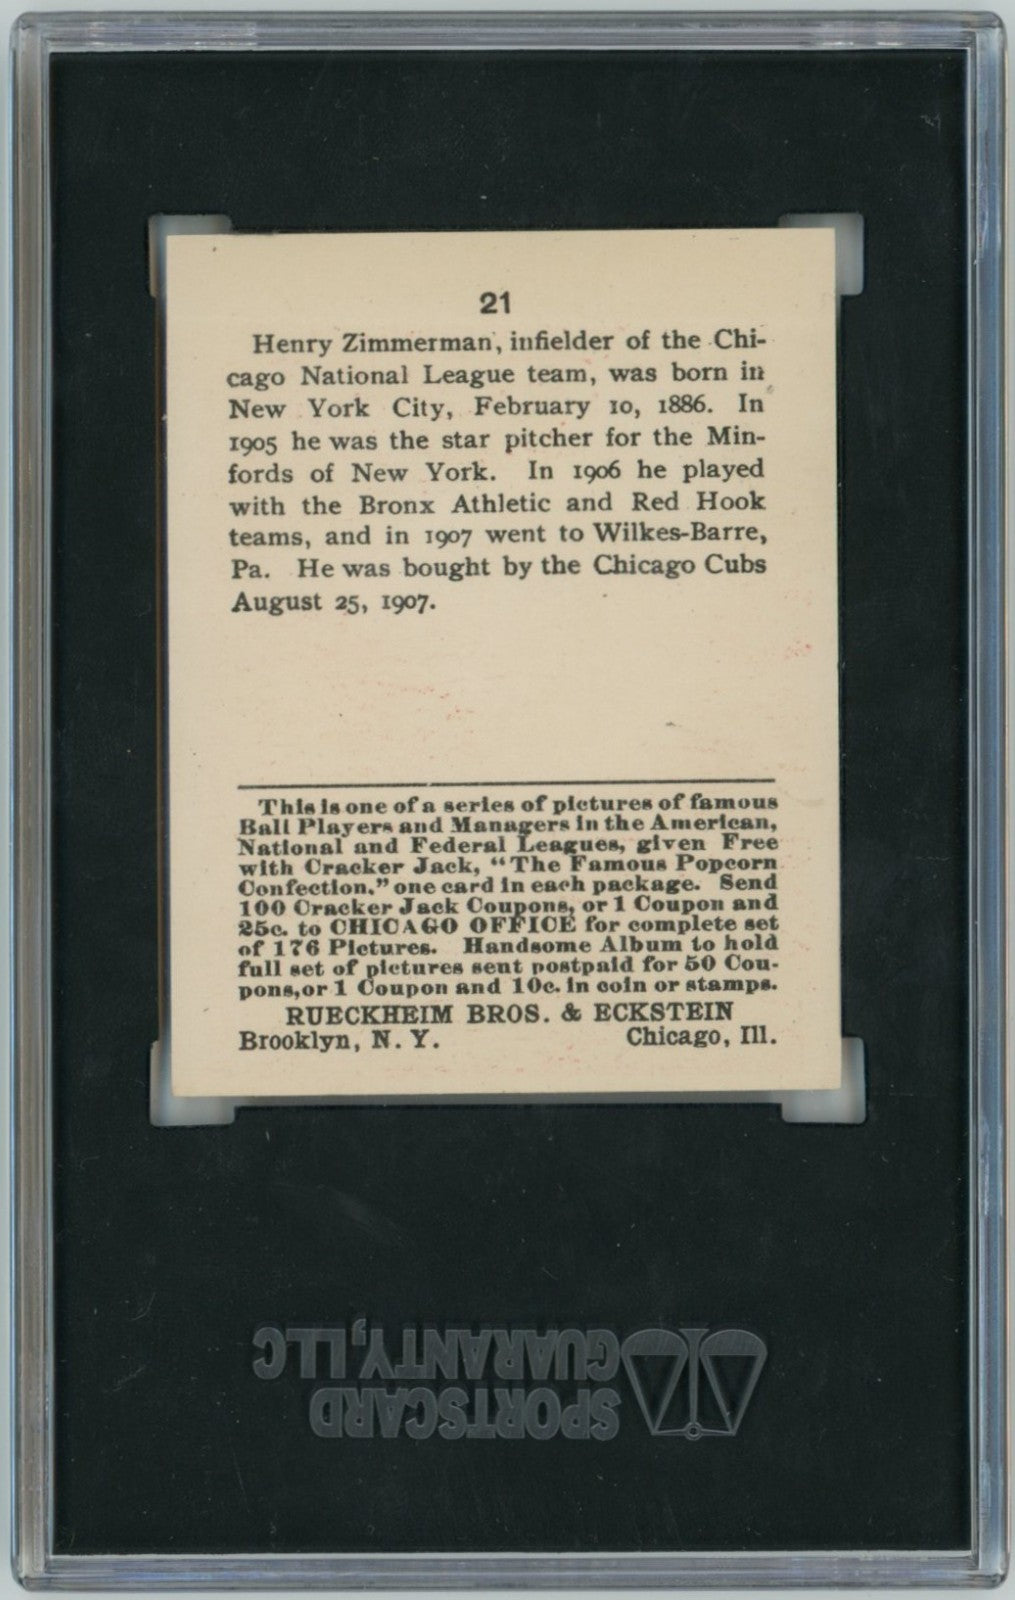 21
Henry Zimmerman, infielder of the Chi-
cago National League team, was born in
New York City, February 10, 1886. In
1905 he was the star pitcher for the Min-
fords of New York. In 1906 he played
with the Bronx Athletic and Red Hook
teams, and in 1907 went to Wilkes-Barre,
Pa. He was bought by the Chicago Cubs
August 25, 1907.
This is one of a series of pictures of famous
Ball Players and Managers in the American,
National and Federal Leagues, given Free
with Cracker Jack, "The Famous Popcorn
Confection," one card in each package. Send
100 Cracker Jack Coupons, or 1 Coupon and
25c. to CHICAGO OFFICE for complete set
of 176 Pictures. Handsome Album to hold
full set of pictures sent postpaid for 50 Cou-
pons, or 1 Coupon and 10c. in coin or stamps.
RUECKHEIM BROS. & ECKSTEIN
Brooklyn, N. Y. Chicago, Ill.
SPORTSCARD
GUARANTY, LLC